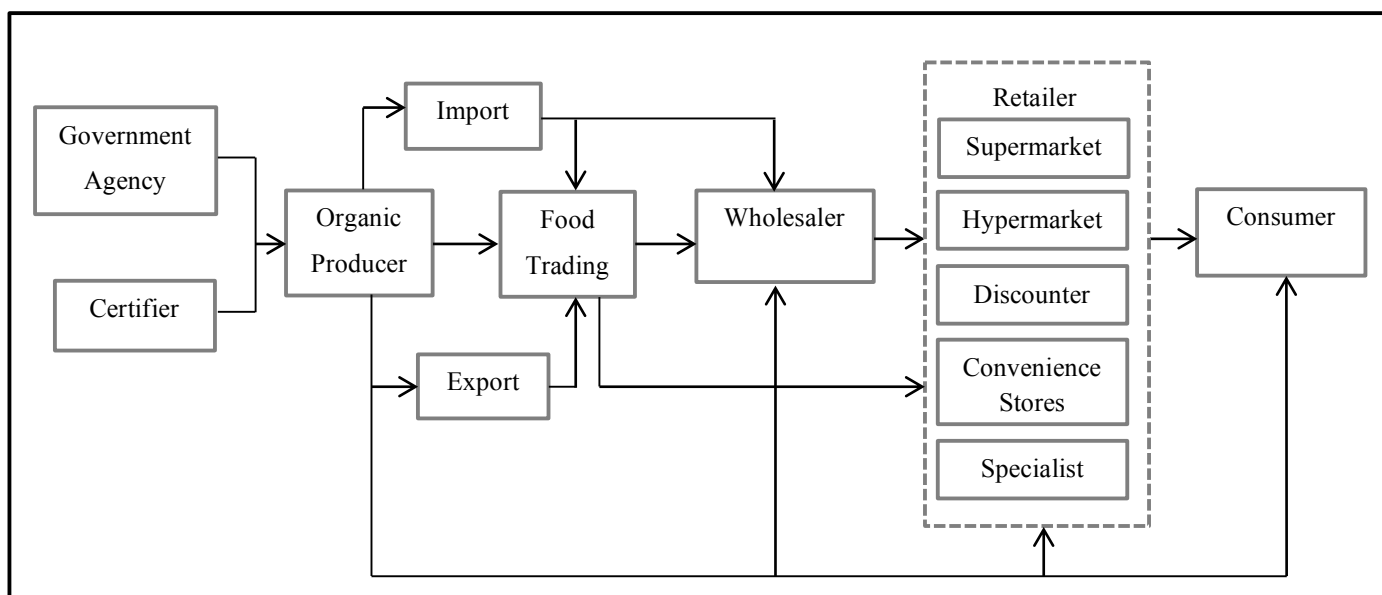 Government
Agency
Certifier
Organic
Producer
Import
Export
Food
Trading
Wholesaler
Retailer
Supermarket
Hypermarket
Discounter
Convenience
Stores
Specialist
Consumer